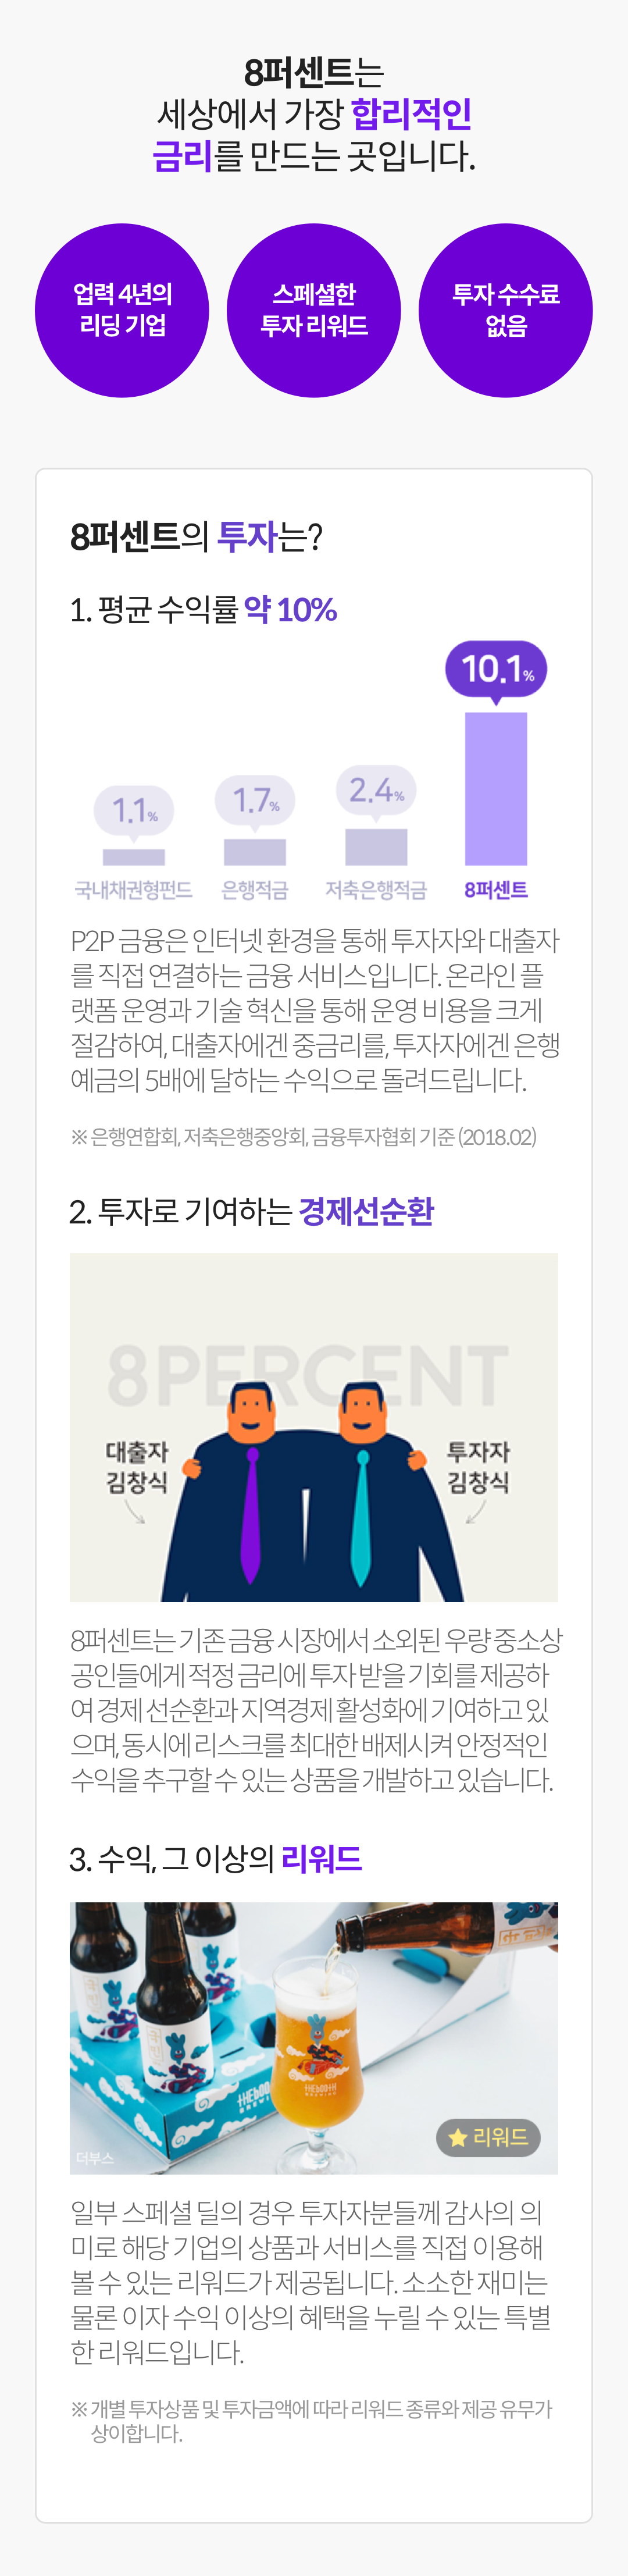 8퍼센트는
세상에서 가장 합리적인
금리를 만드는 곳입니다.
업력 4년의
리딩 기업
스페셜한
투자 리워드
투자 수수료
없음
8퍼센트의 투자는?
1. 평균 수익률 약 10%
10.1%
2.4%
1.7%
1.1%
국내채권형펀드 은행적금 저축은행적금 8퍼센트
P2P 금융은 인터넷 환경을 통해 투자자와 대출자
를 직접 연결하는 금융 서비스입니다. 온라인 플
랫폼 운영과 기술 혁신을 통해 운영 비용을 크게
절감하여, 대출자에겐 중금리를, 투자자에겐 은행
예금의 5배에 달하는 수익으로 돌려드립니다.
※ 은행연합회, 저축은행중앙회, 금융투자협회 기준 (2018.02)
2. 투자로 기여하는 경제선순환
8PERCENT
대출자
김창식
투자자
김창식
8퍼센트는 기존 금융 시장에서 소외된 우량 중소상
공인들에게 적정 금리에 투자 받을 기회를 제공하
여 경제 선순환과 지역경제 활성화에 기여하고 있
으며, 동시에 리스크를 최대한 배제시켜 안정적인
수익을 추구할 수 있는 상품을 개발하고 있습니다.
3. 수익, 그 이상의 리워드
국민
THE BOOTH
BREWING
THE BOOTH
BREWING
더부스
리워드
일부 스페셜 딜의 경우 투자자분들께 감사의 의
미로 해당 기업의 상품과 서비스를 직접 이용해
볼 수 있는 리워드가 제공됩니다. 소소한 재미는
물론 이자 수익 이상의 혜택을 누릴 수 있는 특별
한 리워드입니다.
※ 개별 투자상품 및 투자금액에 따라 리워드 종류와 제공 유무가
상이합니다.